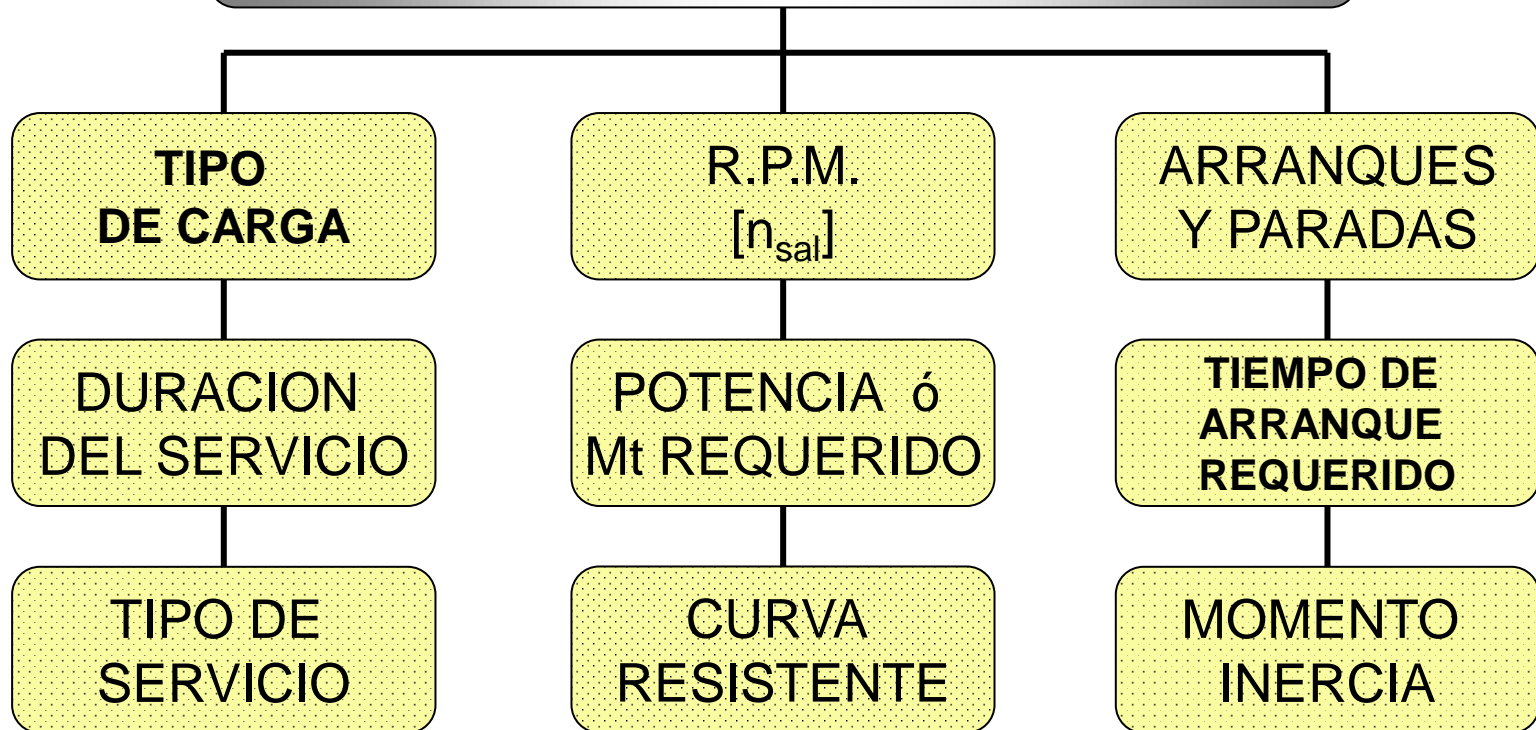 TIPO
DE CARGA
R.P.M.
[n_sal]
ARRANQUES
Y PARADAS
DURACION
DEL SERVICIO
POTENCIA ó
Mt REQUERIDO
TIEMPO DE
ARRANQUE
REQUERIDO
TIPO DE
SERVICIO
CURVA
RESISTENTE
MOMENTO
INERCIA